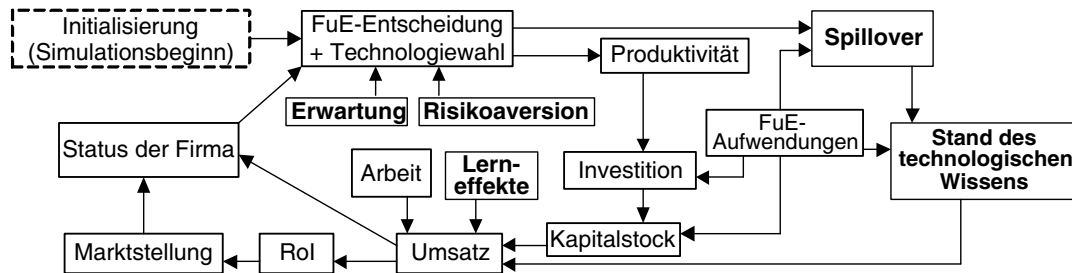 Initialisierung
(Simulationsbeginn)
FuE-Entscheidung
+ Technologiewahl
Spillover
Produktivität
Erwartung
Risikoaversion
FuE-
Aufwendungen
Status der Firma
Stand des
technologischen
Wissens
Arbeit
Lern-
effekte
Investition
Kapitalstock
Marktstellung
RoI
Umsatz